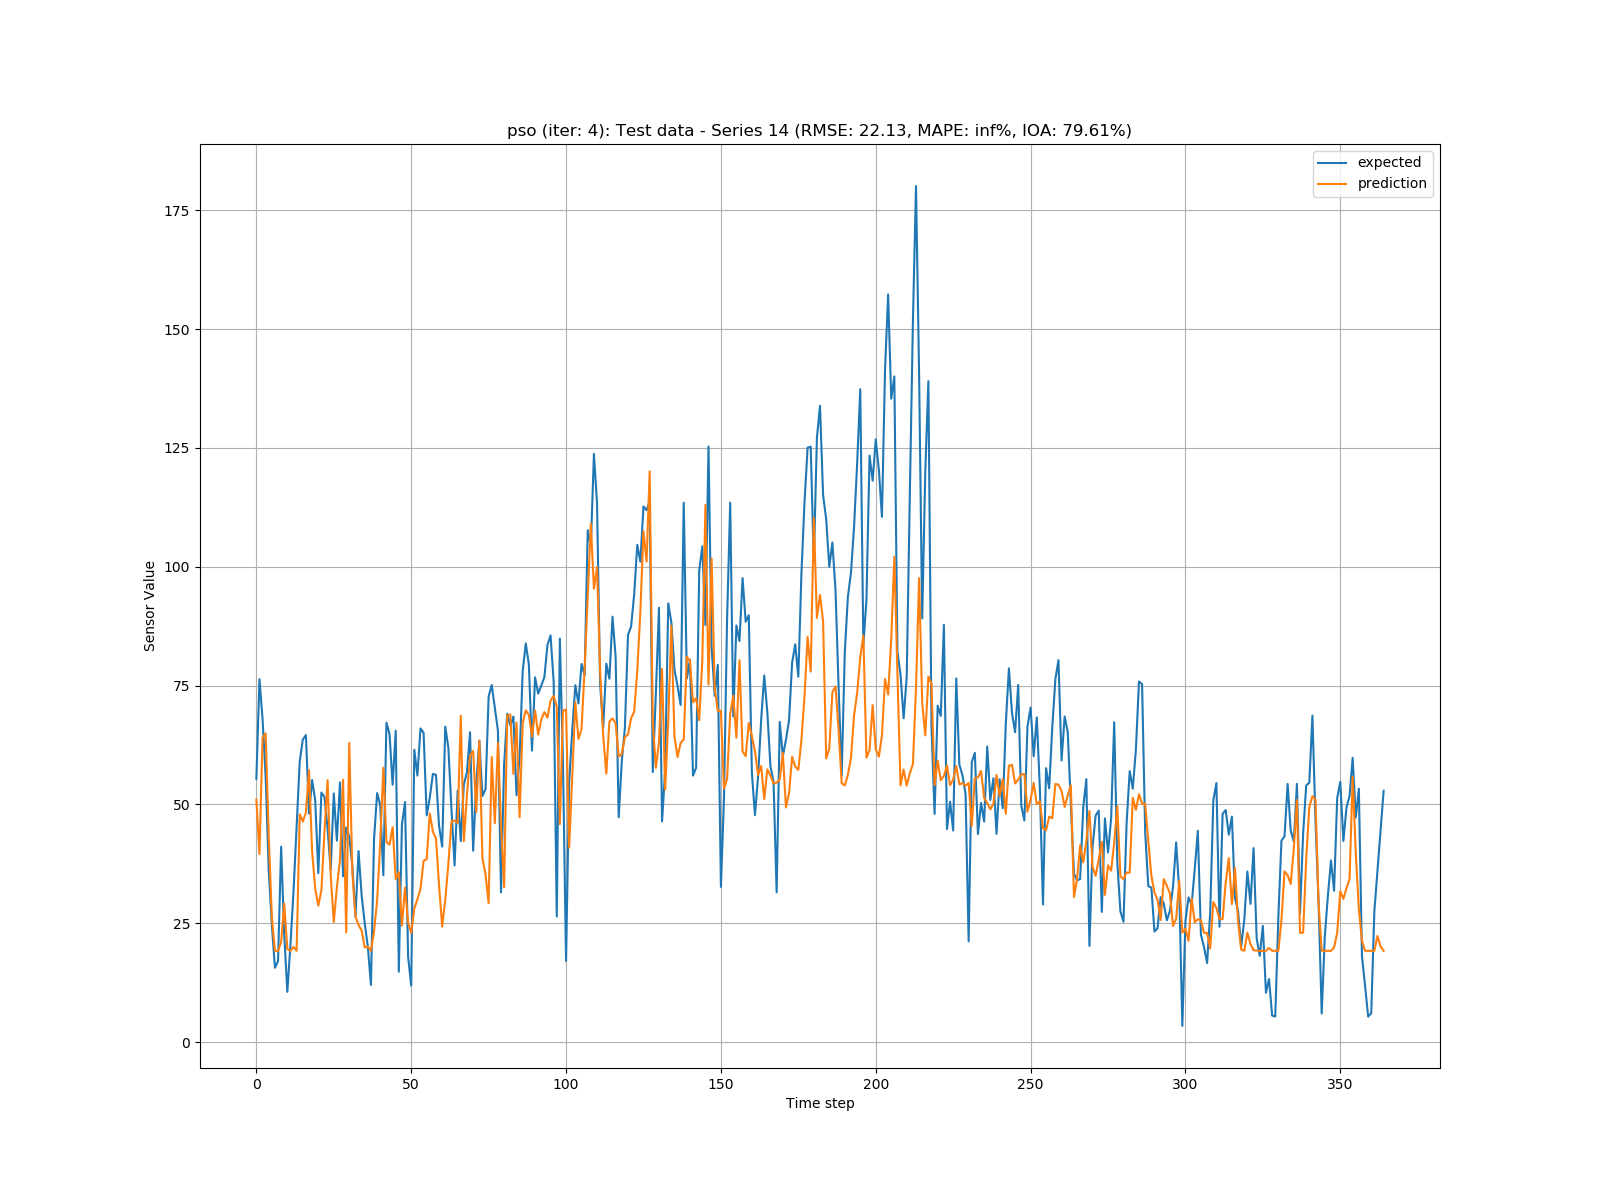 pso (iter: 4): Test data - Series 14 (RMSE: 22.13, MAPE: inf%, IOA: 79.61%)
expected
prediction
175
150
125
100
75
50
25
0
Sensor Value
0 50 100 150 200 250 300 350
Time step